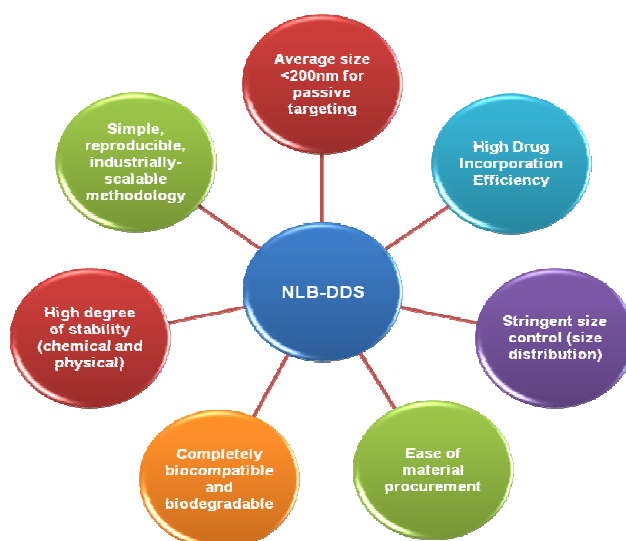 Average size
<200nm for
passive
targeting
High Drug
Incorporation
Efficiency
Stringent size
control (size
distribution)
Ease of
material
procurement
Completely
biocompatible
and
biodegradable
High degree
of stability
(chemical and
physical)
Simple,
reproducible,
industrially-
scalable
methodology
NLB-DDS